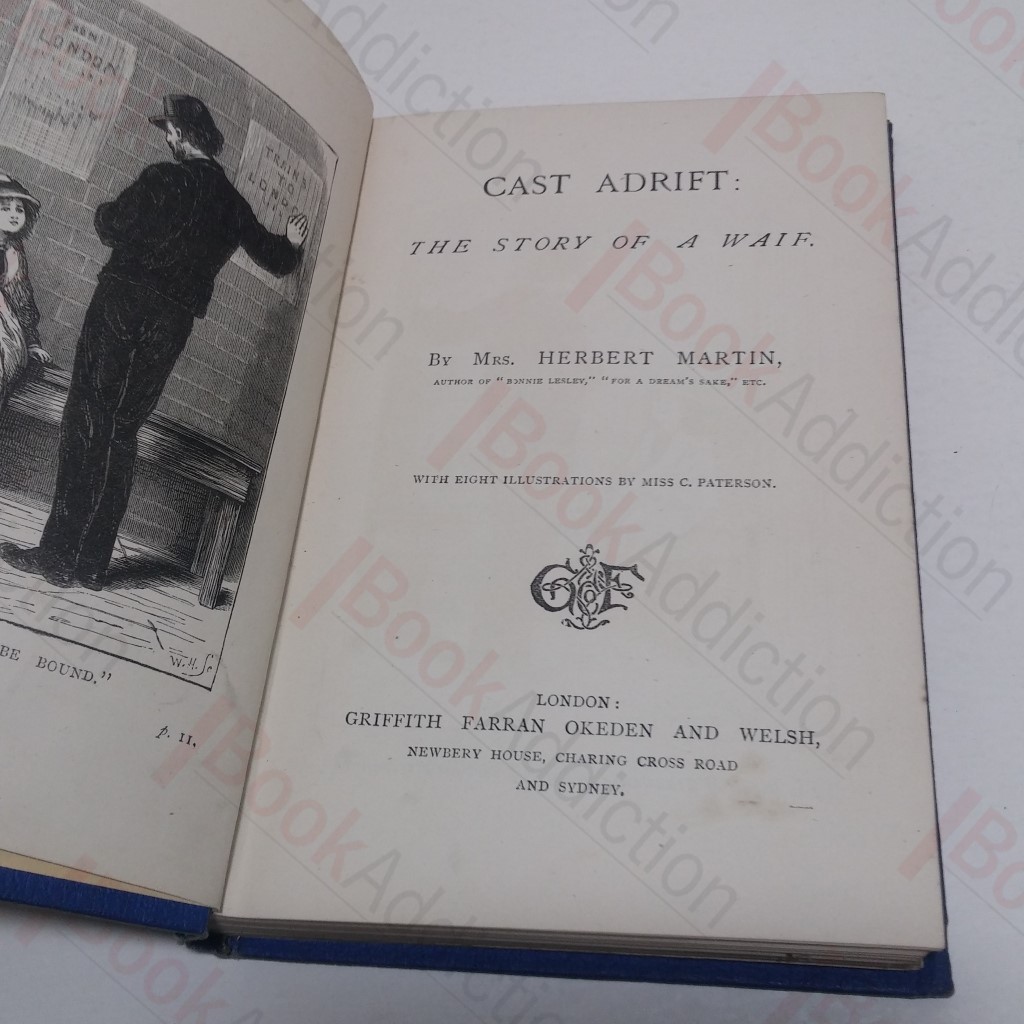 FROM
LONDON
TRAINS
TO
LONDON
BE BOUND."
W.H.Sc
p. 11.
CAST ADRIFT:
THE STORY OF A WAIF.
BY MRS. HERBERT MARTIN,
AUTHOR OF "BONNIE LESLEY," "FOR A DREAM'S SAKE," ETC.
WITH EIGHT ILLUSTRATIONS BY MISS C. PATERSON.
G&F
LONDON:
GRIFFITH FARRAN OKEDEN AND WELSH,
NEWBERY HOUSE, CHARING CROSS ROAD
AND SYDNEY.
BookAddiction